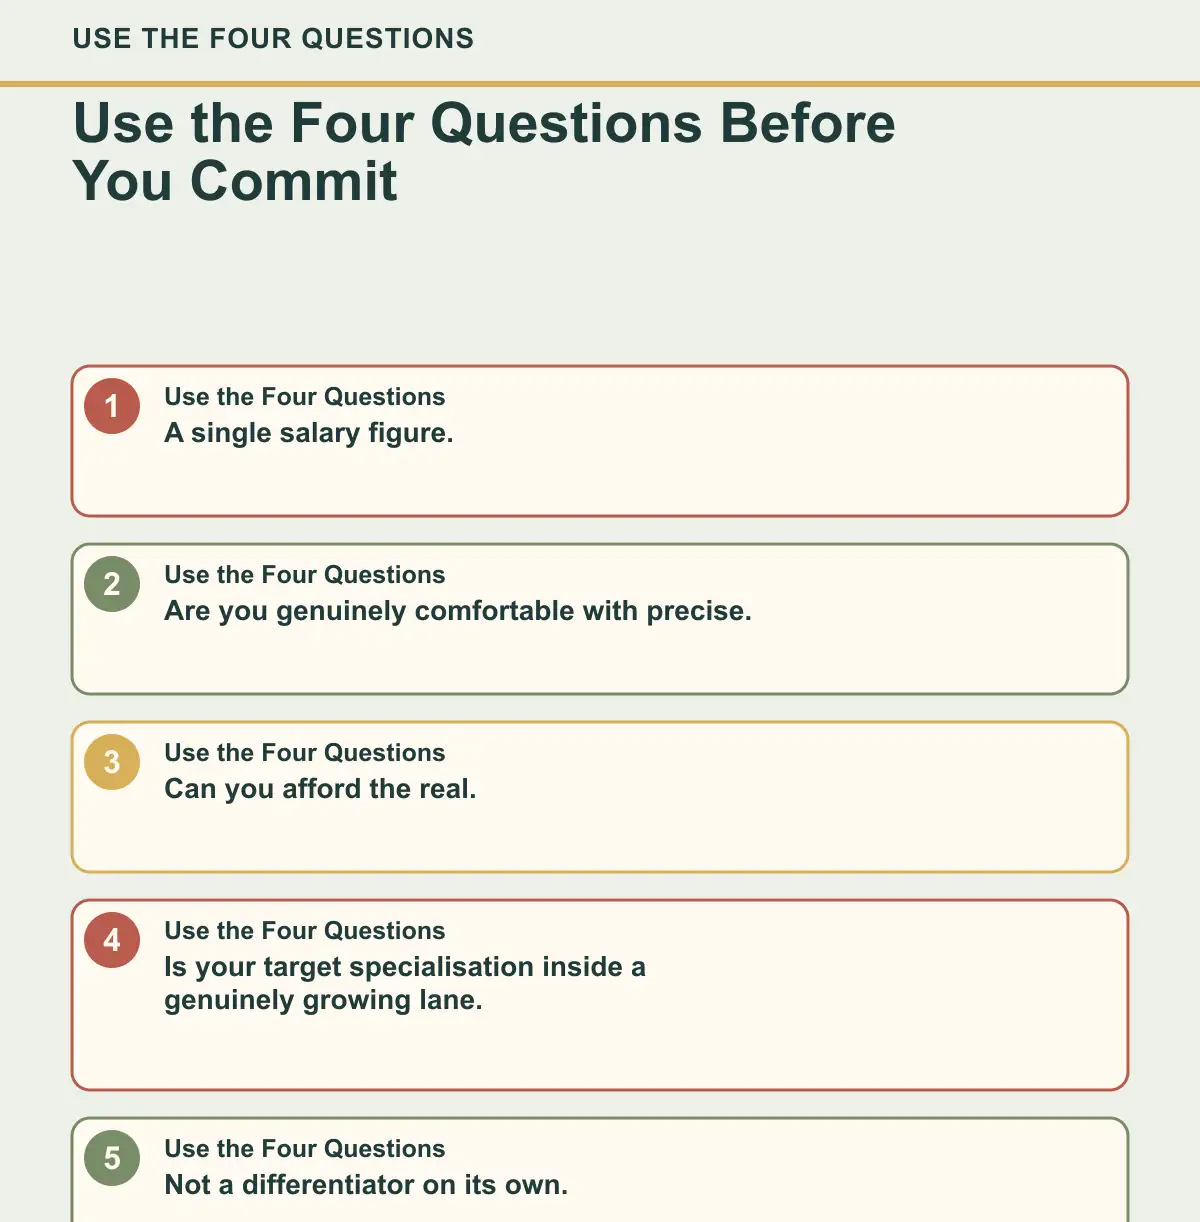 USE THE FOUR QUESTIONS
Use the Four Questions Before
You Commit
1
Use the Four Questions
A single salary figure.
2
Use the Four Questions
Are you genuinely comfortable with precise.
3
Use the Four Questions
Can you afford the real.
4
Use the Four Questions
Is your target specialisation inside a
genuinely growing lane.
5
Use the Four Questions
Not a differentiator on its own.